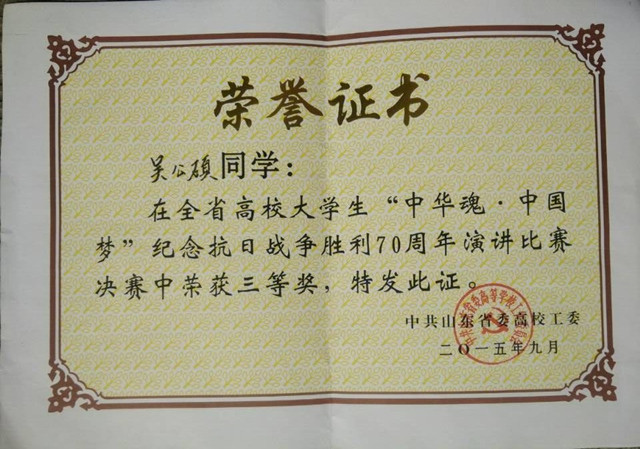 荣誉证书
吴公硕同学：
在全省高校大学生“中华魂·中国
梦”纪念抗日战争胜利70周年演讲比赛
决赛中荣获三等奖，特发此证。
中共山东省委高校工委
二〇一五年九月